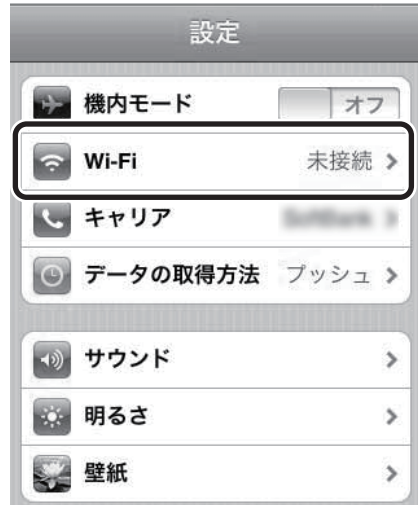 設定
機内モード オフ
Wi-Fi 未接続
キャリア
データの取得方法 プッシュ
サウンド
明るさ
壁紙